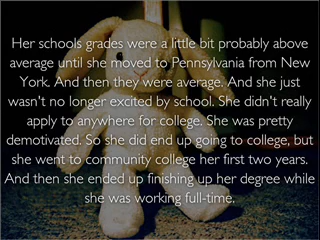 Her schools grades were a little bit probably above
average until she moved to Pennsylvania from New
York. And then they were average. And she just
wasn't no longer excited by school. She didn't really
apply to anywhere for college. She was pretty
demotivated. So she did end up going to college, but
she went to community college her first two years.
And then she ended up finishing up her degree while
she was working full-time.